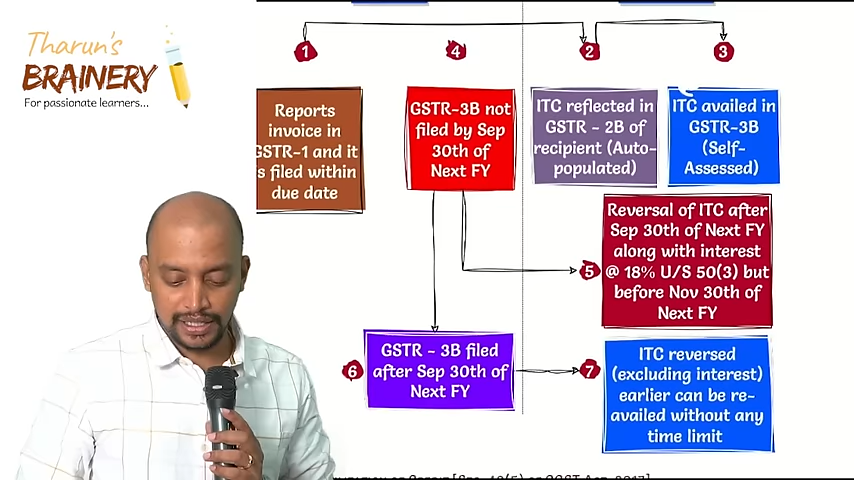 Tharun's
BRAINERY
For passionate learners...
1
4
2
3
Reports
invoice in
GSTR-1 and it
s filed within
due date
GSTR-3B not
filed by Sep
30th of
Next FY
ITC reflected in
GSTR - 2B of
recipient (Auto-
populated)
ITC availed in
GSTR-3B
(Self-
Assessed)
5
Reversal of ITC after
Sep 30th of Next FY
along with interest
@ 18% U/S 50(3) but
before Nov 30th of
Next FY
6
GSTR - 3B filed
after Sep 30th of
Next FY
7
ITC reversed
(excluding interest)
earlier can be re-
availed without any
time limit